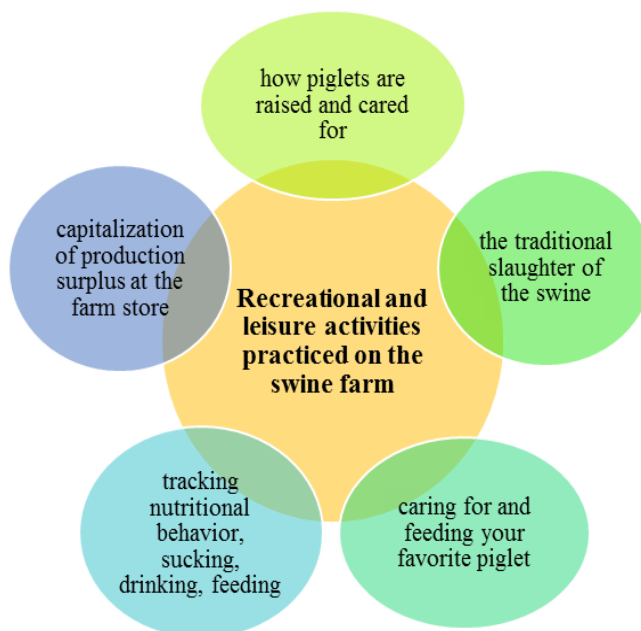 how piglets are
raised and cared
for
capitalization
of production
surplus at the
farm store
the traditional
slaughter of
the swine
Recreational and
leisure activities
practiced on the
swine farm
tracking
nutritional
behavior,
sucking,
drinking, feeding
caring for and
feeding your
favorite piglet